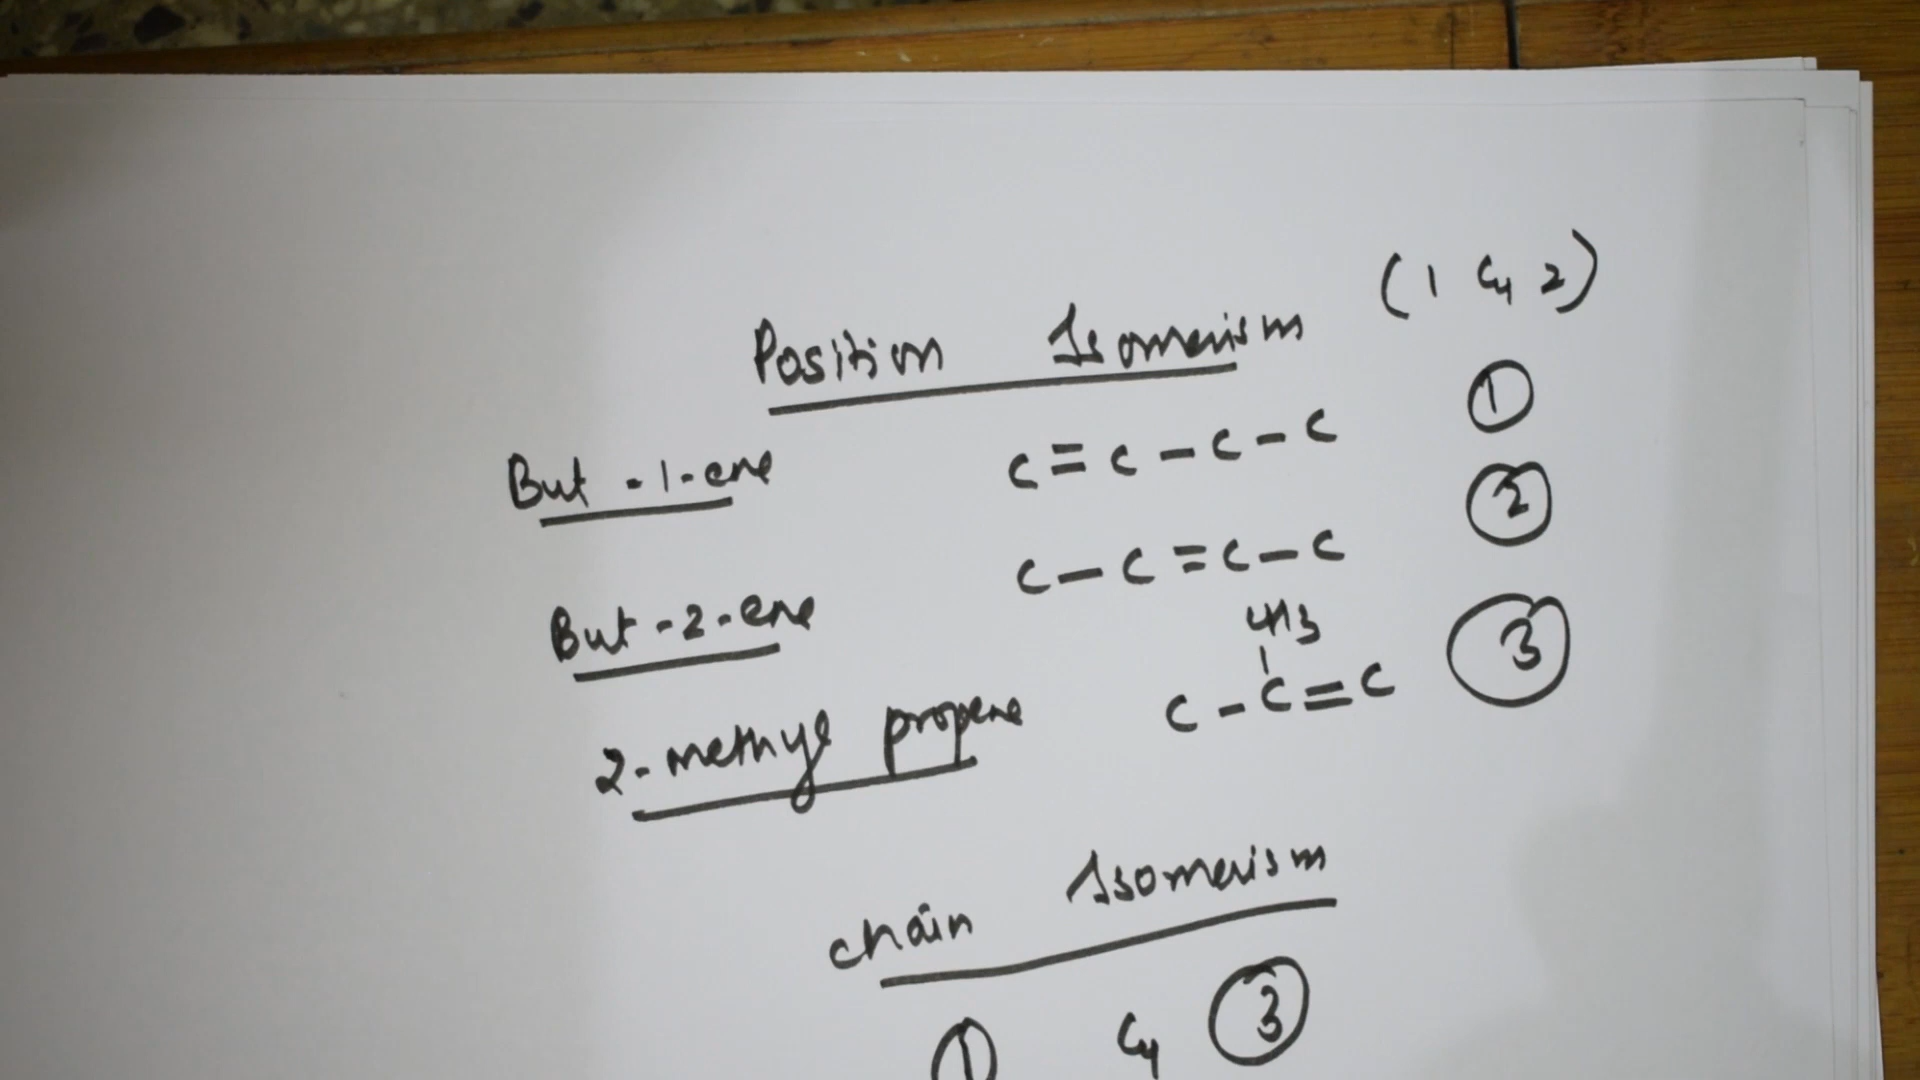 Position Isomerism (1 & 2)
But-1-ene C=C-C-C ①
But-2-ene C-C=C-C ②
CH3
2-methyl propene C-C=C ③
chain Isomerism
① & ③